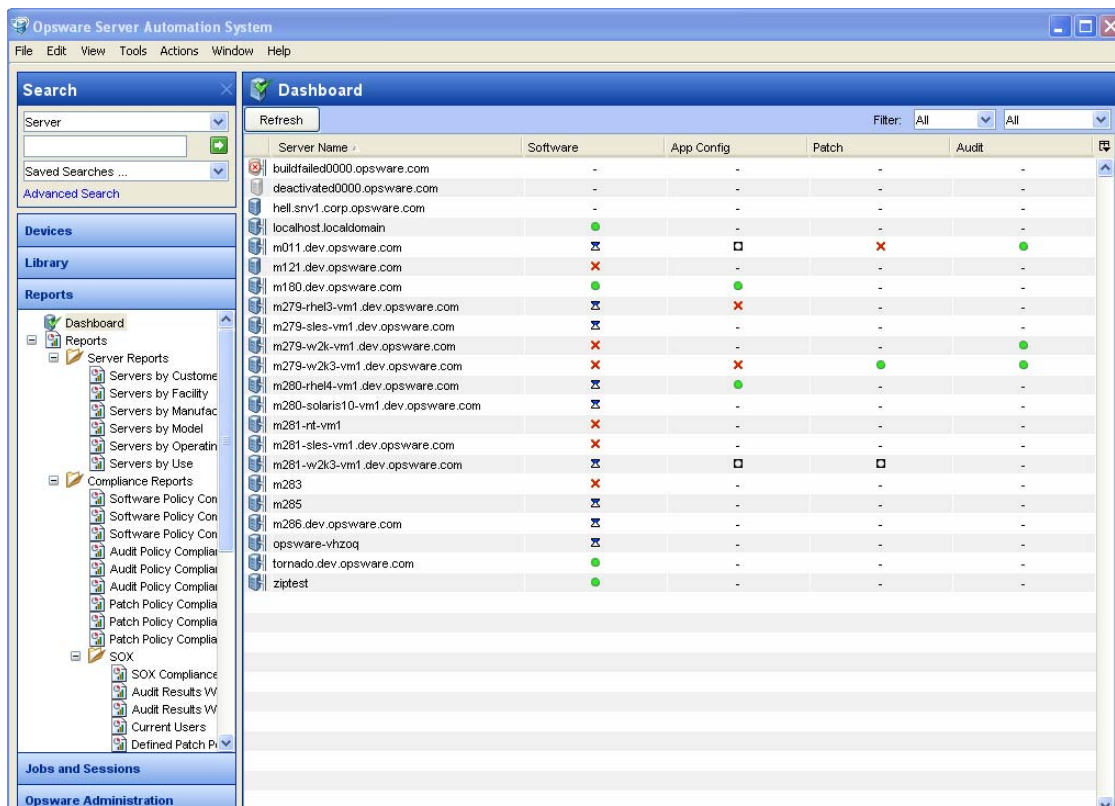 Opsware Server Automation System
File Edit View Tools Actions Window Help
Search
Server
Saved Searches ...
Advanced Search
Devices
Library
Reports
Dashboard
Reports
Server Reports
Servers by Custome
Servers by Facility
Servers by Manufac
Servers by Model
Servers by Operatin
Servers by Use
Compliance Reports
Software Policy Con
Software Policy Con
Software Policy Con
Audit Policy Complian
Audit Policy Complian
Audit Policy Complian
Patch Policy Complia
Patch Policy Complia
Patch Policy Complia
SOX
SOX Compliance
Audit Results W
Audit Results W
Current Users
Defined Patch Po
Jobs and Sessions
Opsware Administration
Dashboard
Refresh Filter: All All
Server Name Software App Config Patch Audit
buildfailed0000.opsware.com - - - -
deactivated0000.opsware.com - - - -
hell.snv1.corp.opsware.com - - - -
localhost.localdomain - - -
m011.dev.opsware.com
m121.dev.opsware.com - - -
m180.dev.opsware.com - -
m279-rhel3-vm1.dev.opsware.com - -
m279-sles-vm1.dev.opsware.com - - -
m279-w2k-vm1.dev.opsware.com - -
m279-w2k3-vm1.dev.opsware.com
m280-rhel4-vm1.dev.opsware.com - -
m280-solaris10-vm1.dev.opsware.com - - -
m281-nt-vm1 - - -
m281-sles-vm1.dev.opsware.com - - -
m281-w2k3-vm1.dev.opsware.com -
m283 - - -
m285 - - -
m286.dev.opsware.com - - -
opsware-vhzoq - - -
tornado.dev.opsware.com - - -
ziptest - - -